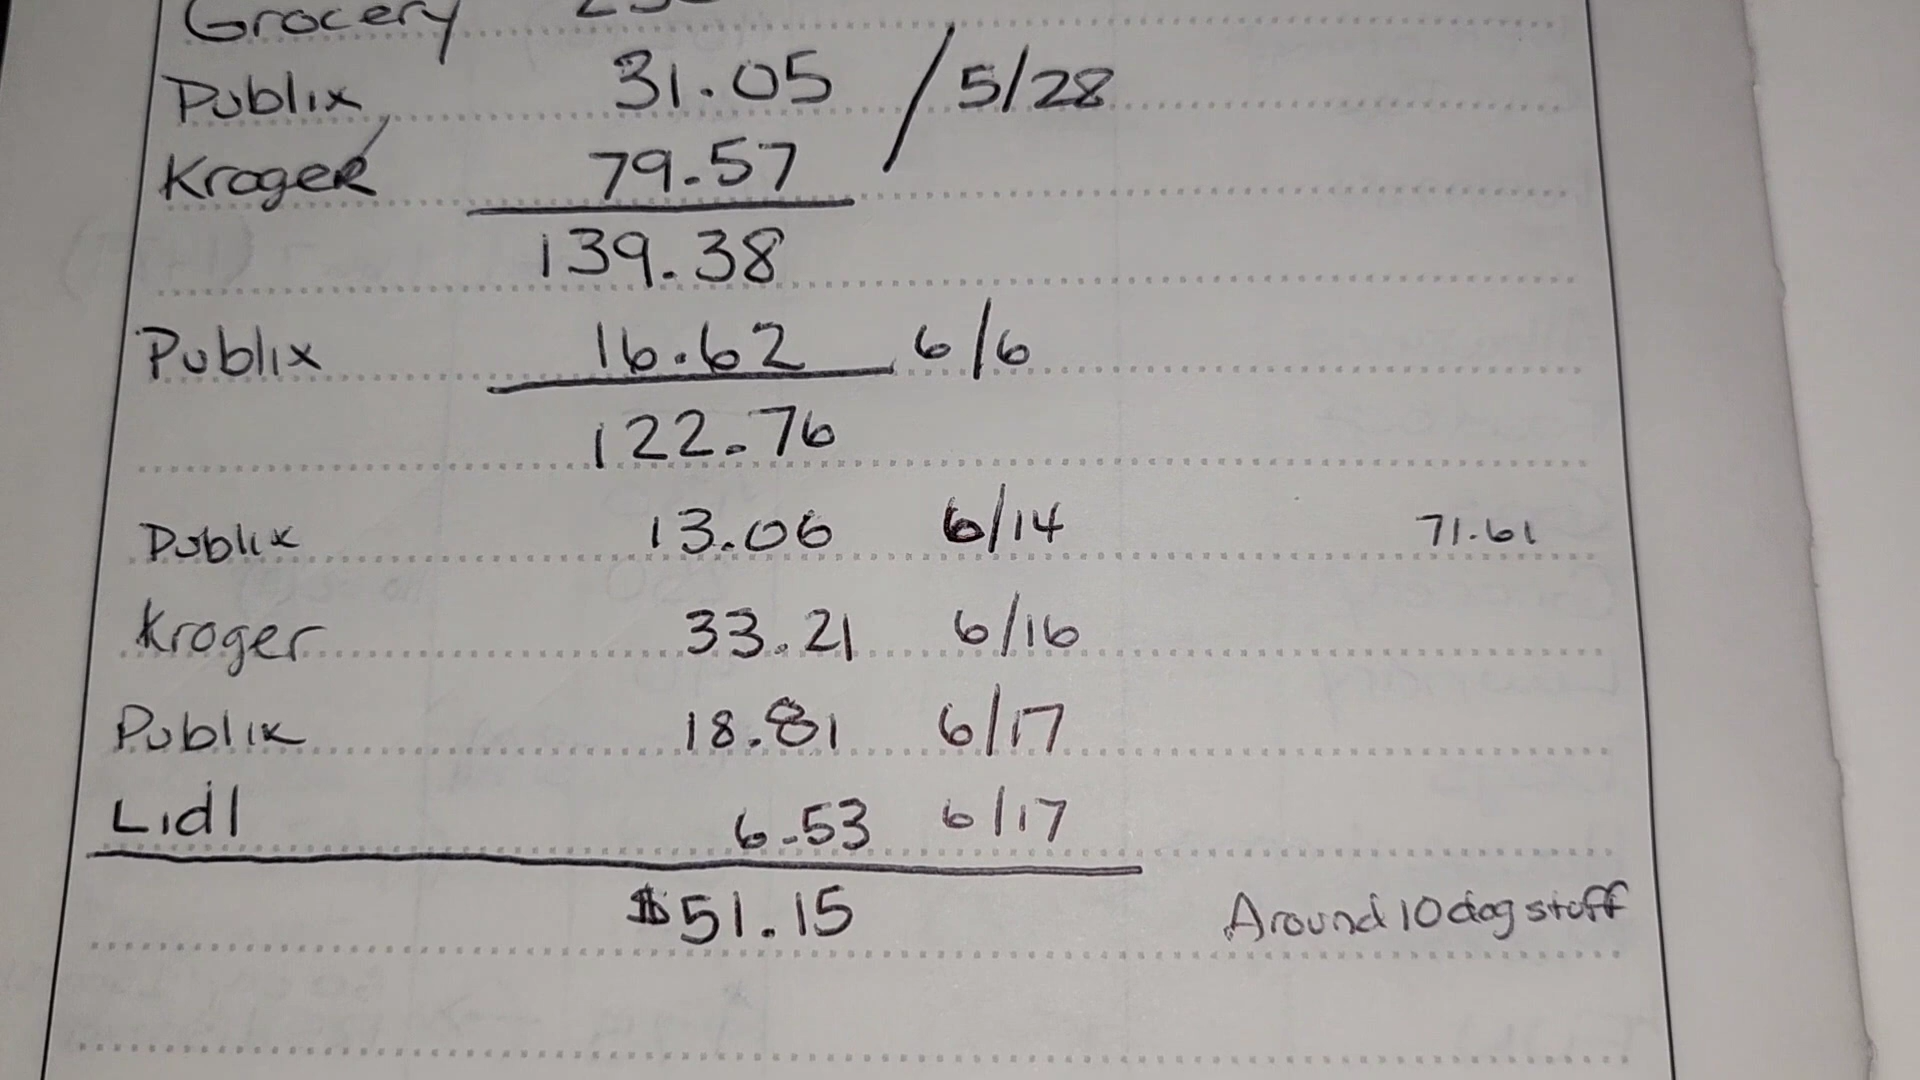 Grocery
Publix 31.05 / 5/28
Kroger 79.57
139.38
Publix 16.62 6/6
122.76
Publix 13.06 6/14 71.61
Kroger 33.21 6/16
Publix 18.81 6/17
Lidl 6.53 6/17
$51.15 Around 10 dog stuff